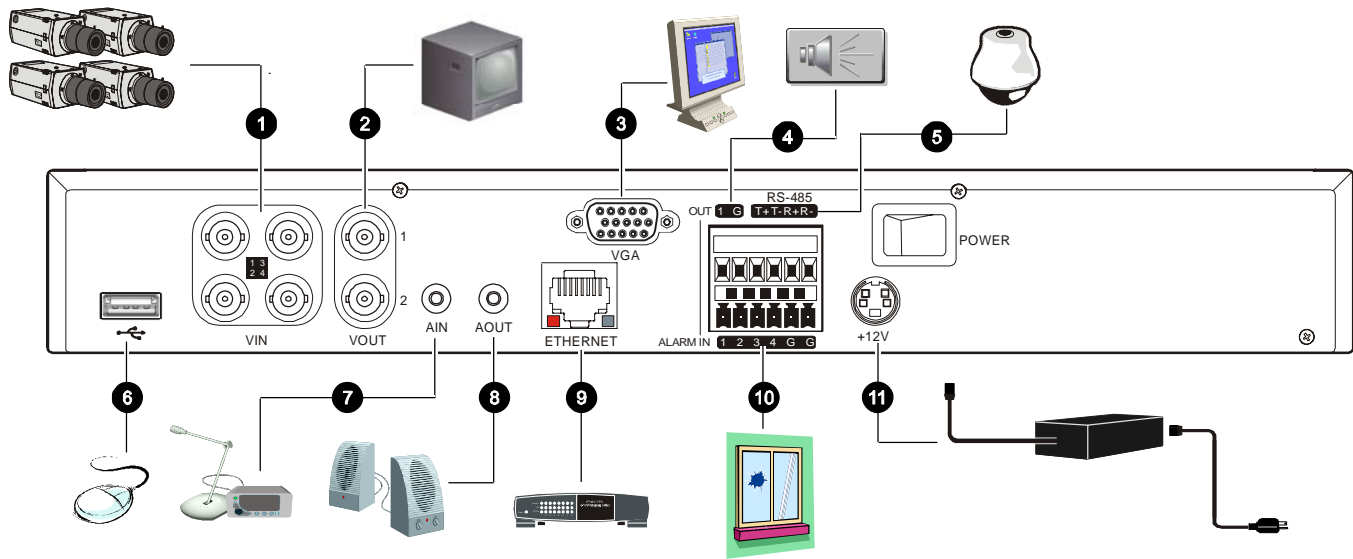 1
2
3
4
5
RS-485
OUT 1 G T+T-R+R-
POWER
VGA
1
1 3
2 4
2
AIN
AOUT
VIN
VOUT
ETHERNET
ALARM IN 1 2 3 4 G G
+12V
6
7
8
9
10
11